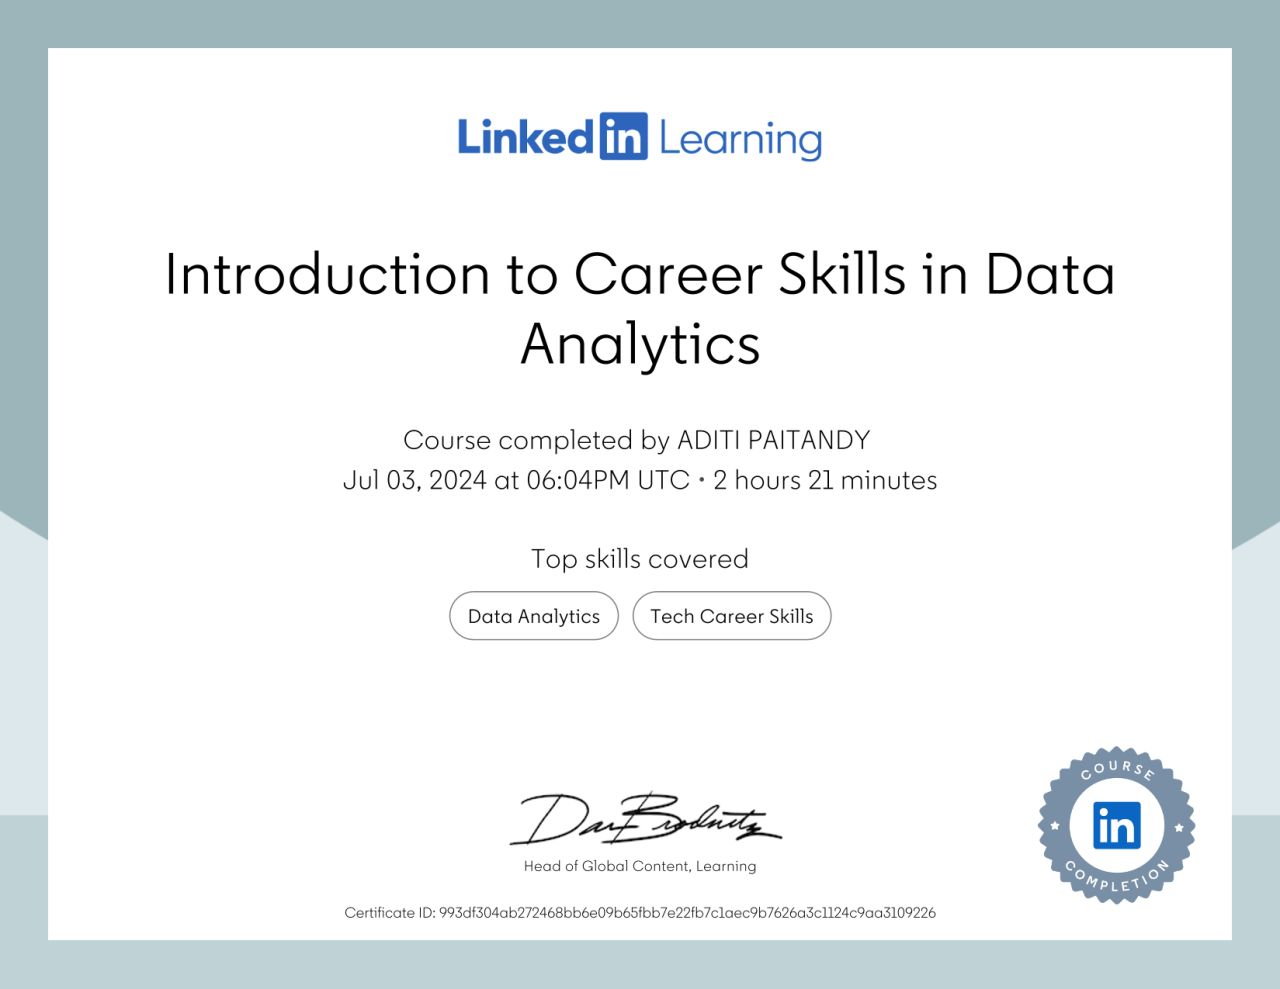 Linked in Learning
Introduction to Career Skills in Data
Analytics
Course completed by ADITI PAITANDY
Jul 03, 2024 at 06:04PM UTC • 2 hours 21 minutes
Top skills covered
Data Analytics
Tech Career Skills
Dan Brodnitz
Head of Global Content, Learning
Certificate ID: 993df304ab272468bb6e09b65fbb7e22fb7c1aec9b7626a3c1124c9aa3109226
COURSE
in
COMPLETION